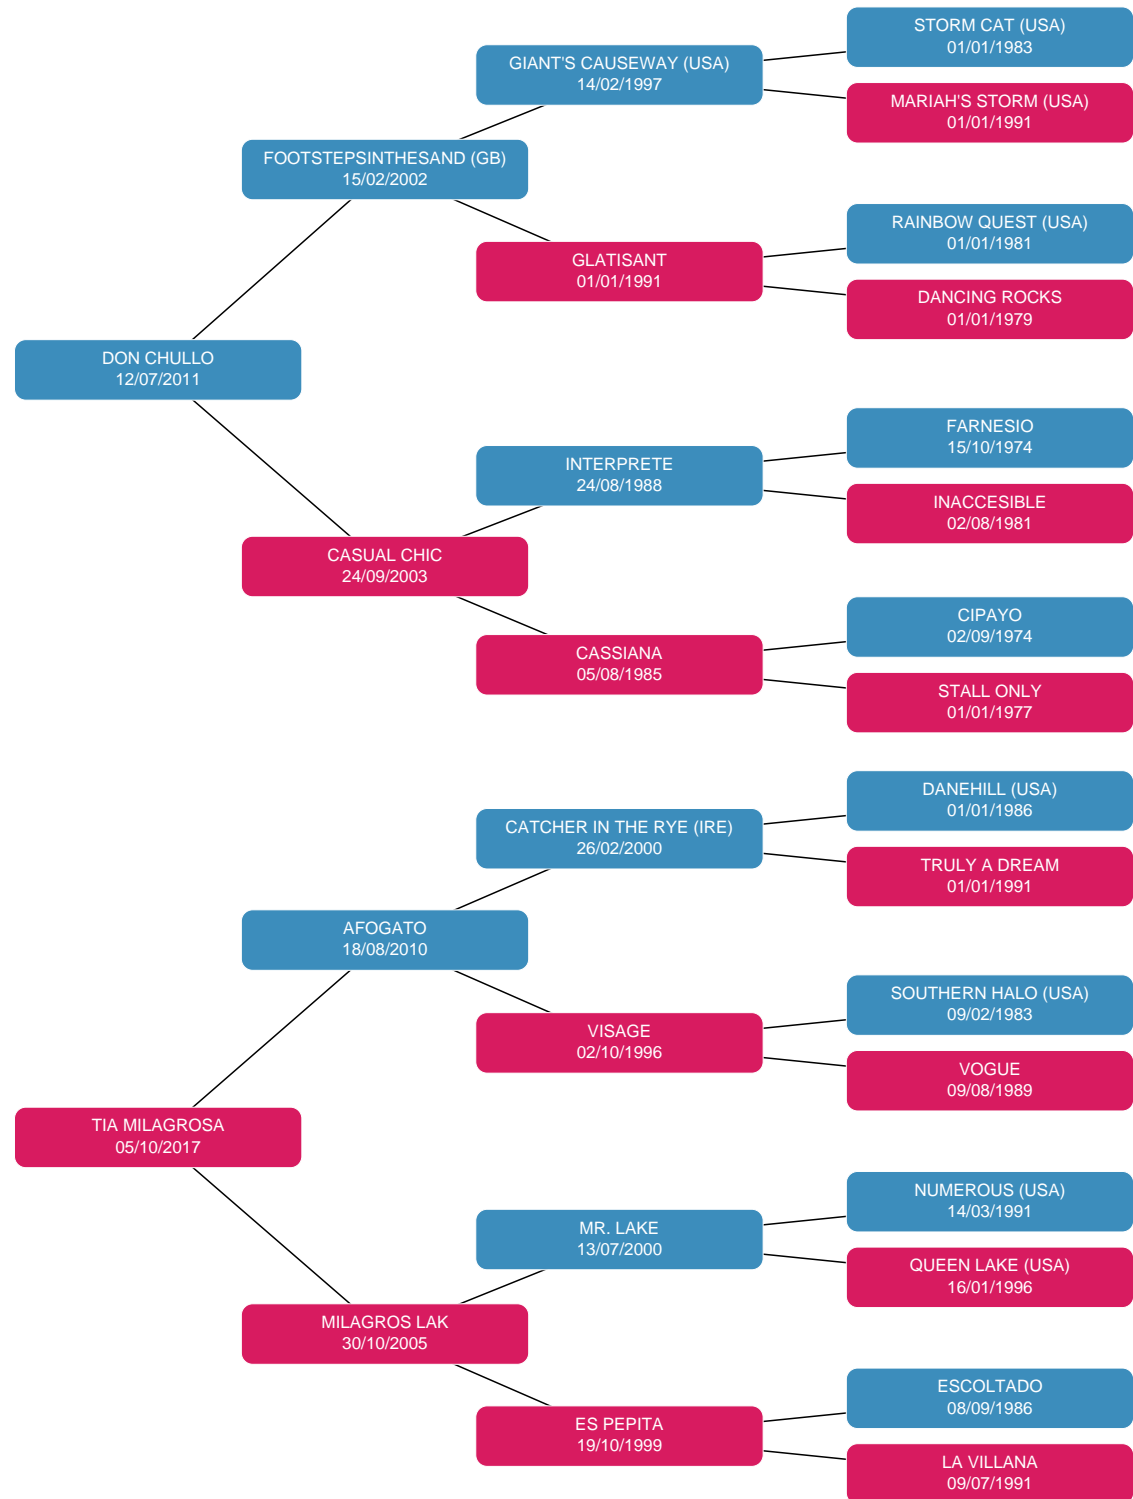 STORM CAT (USA)
01/01/1983
GIANT'S CAUSEWAY (USA)
14/02/1997
MARIAH'S STORM (USA)
01/01/1991
FOOTSTEPSINTHESAND (GB)
15/02/2002
RAINBOW QUEST (USA)
01/01/1981
GLATISANT
01/01/1991
DANCING ROCKS
01/01/1979
DON CHULLO
12/07/2011
FARNESIO
15/10/1974
INTERPRETE
24/08/1988
INACCESIBLE
02/08/1981
CASUAL CHIC
24/09/2003
CIPAYO
02/09/1974
CASSIANA
05/08/1985
STALL ONLY
01/01/1977
DANEHILL (USA)
01/01/1986
CATCHER IN THE RYE (IRE)
26/02/2000
TRULY A DREAM
01/01/1991
AFOGATO
18/08/2010
SOUTHERN HALO (USA)
09/02/1983
VISAGE
02/10/1996
VOGUE
09/08/1989
TIA MILAGROSA
05/10/2017
NUMEROUS (USA)
14/03/1991
MR. LAKE
13/07/2000
QUEEN LAKE (USA)
16/01/1996
MILAGROS LAK
30/10/2005
ESCOLTADO
08/09/1986
ES PEPITA
19/10/1999
LA VILLANA
09/07/1991